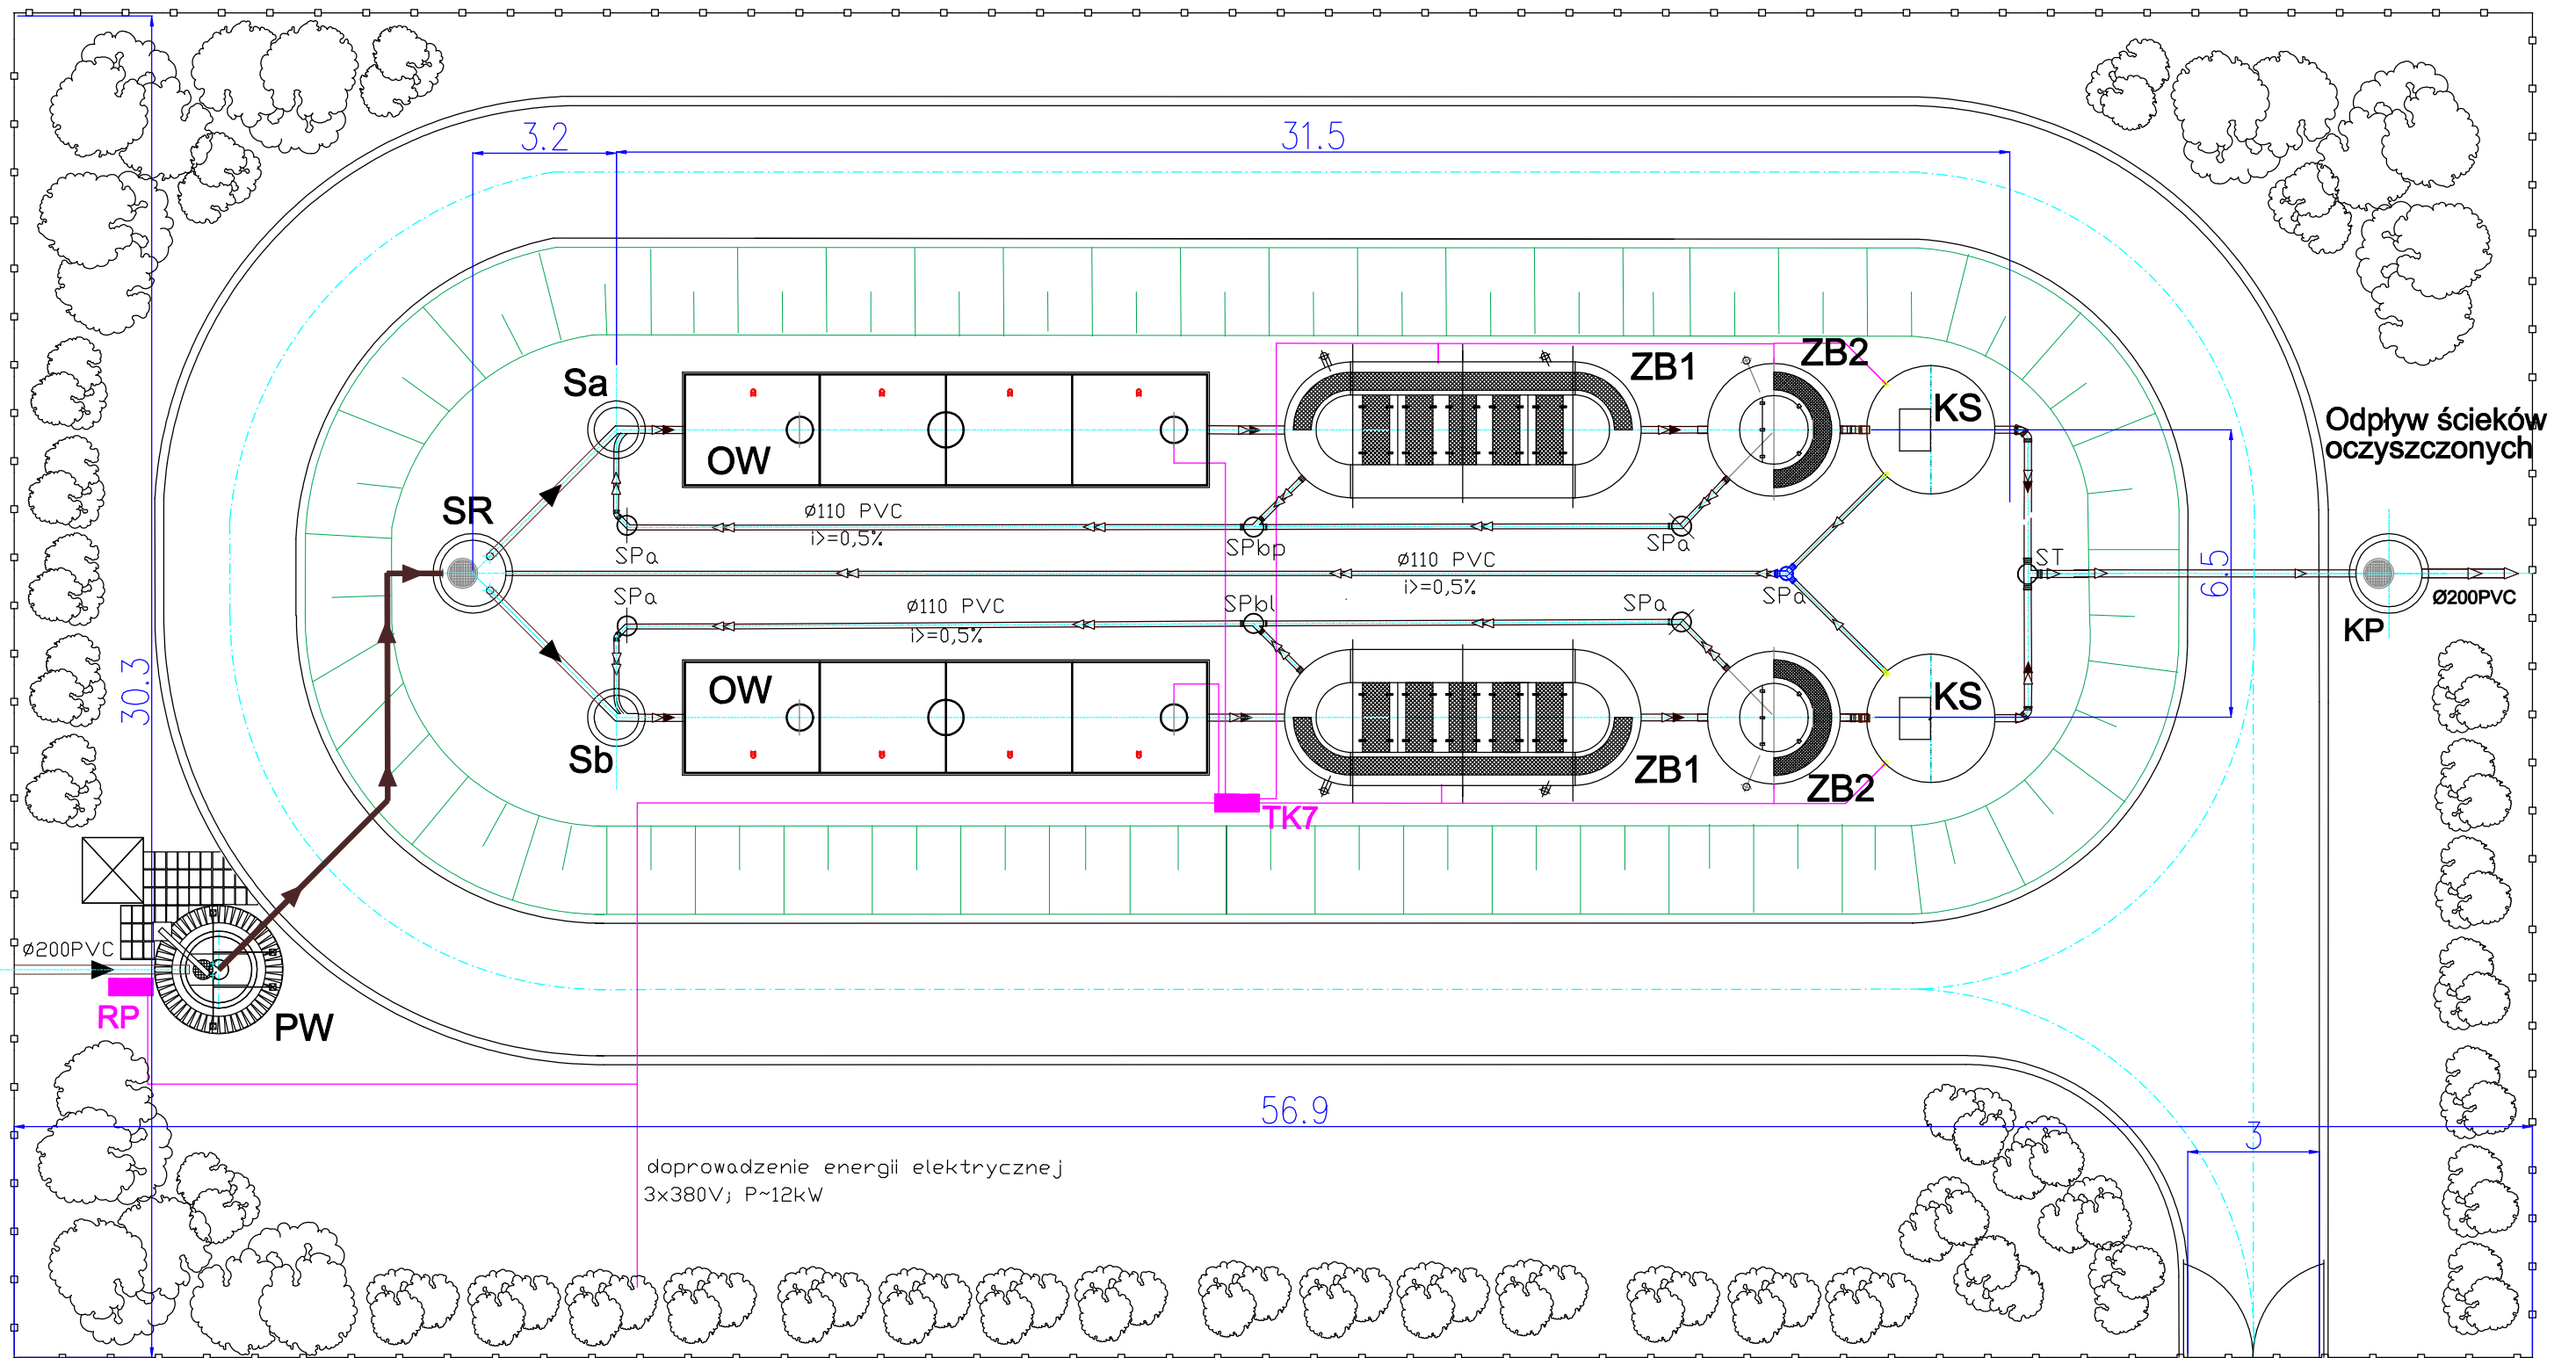 3.2
31.5
ZB1
ZB2
Sa
KS
Odpływ ścieków
oczyszczonych
OW
SR
ø110 PVC
i>=0,5%
SPa
SPbp
SPa
ø110 PVC
i>=0,5%
ST
6.5
SPa
ø110 PVC
i>=0,5%
SPbl
SPa
SPa
Ø200PVC
KP
30.3
OW
KS
Sb
ZB1
ZB2
TK7
ø200PVC
RP
PW
56.9
3
doprowadzenie energii elektrycznej
3x380V; P~12kW